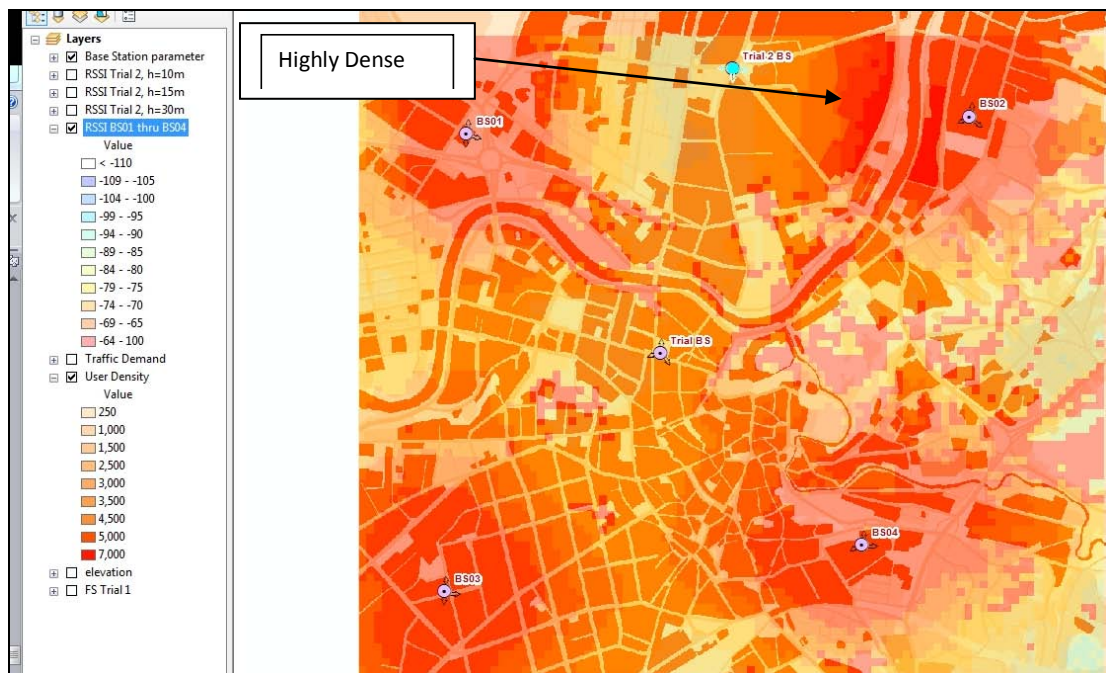 Layers
Base Station parameter
RSSI Trial 2, h=10m
RSSI Trial 2, h=15m
RSSI Trial 2, h=30m
RSSI BS01 thru BS04
Value
< -110
-109 - -105
-104 - -100
-99 - -95
-94 - -90
-89 - -85
-84 - -80
-79 - -75
-74 - -70
-69 - -65
-64 - 100
Traffic Demand
User Density
Value
250
1,000
1,500
2,500
3,000
3,500
4,500
5,000
7,000
elevation
FS Trial 1
Highly Dense
Trial 2 BS
BS02
BS01
Trial BS
BS04
BS03